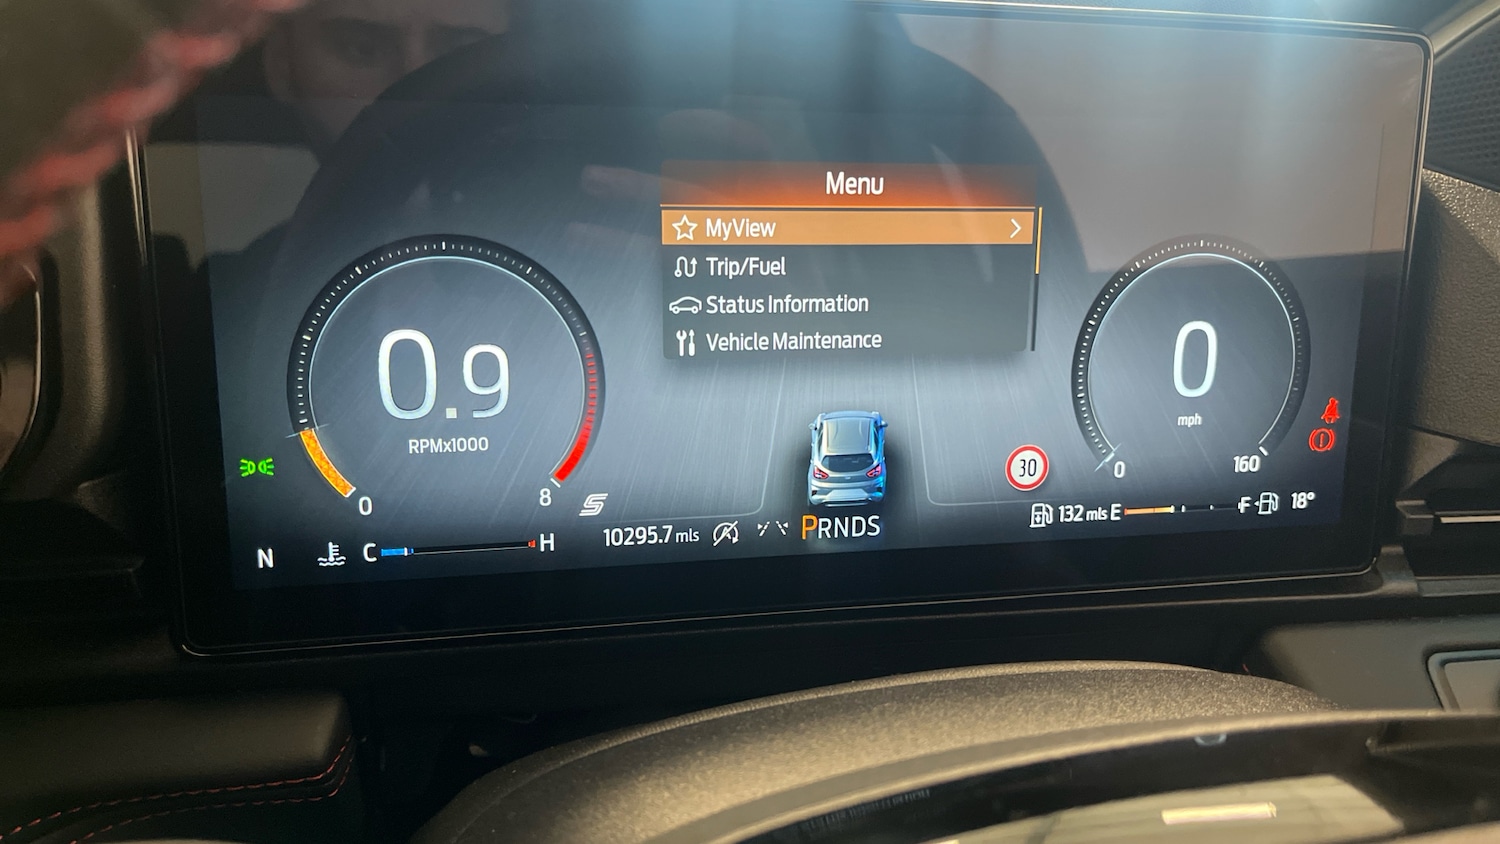 Menu
MyView
Trip/Fuel
Status Information
Vehicle Maintenance
0.9
RPMx1000
0
8
S
0
mph
0
160
30
N
C
H
10295.7 mls
PRNDS
132 mls E
F
18°